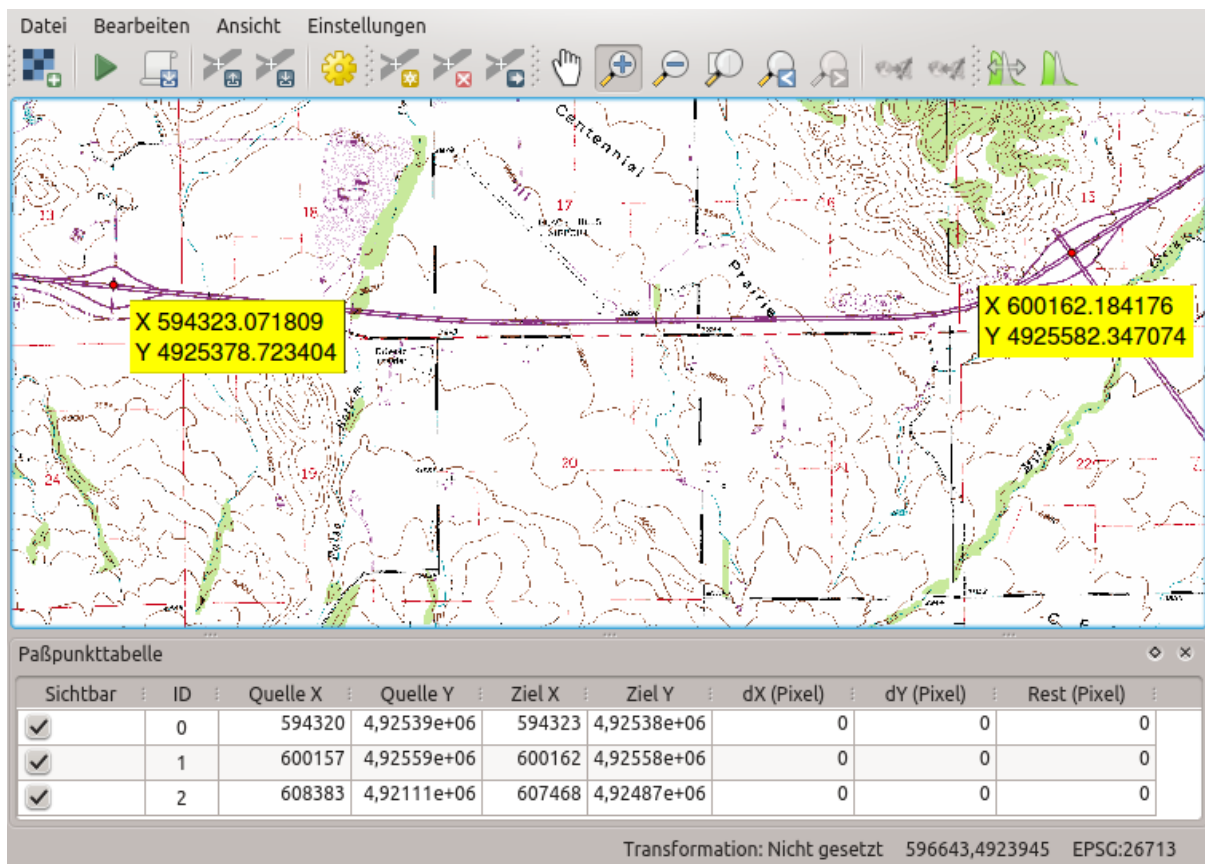 Datei Bearbeiten Ansicht Einstellungen
Centennial
13
18
17
16
15
Prairie
X 594323.071809
Y 4925378.723404
X 600162.184176
Y 4925582.347074
24
19
20
21
22
Paßpunkttabelle
Sichtbar ID Quelle X Quelle Y Ziel X Ziel Y dX (Pixel) dY (Pixel) Rest (Pixel)
0 594320 4,92539e+06 594323 4,92538e+06 0 0 0
1 600157 4,92559e+06 600162 4,92558e+06 0 0 0
2 608383 4,92111e+06 607468 4,92487e+06 0 0 0
Transformation: Nicht gesetzt 596643,4923945 EPSG:26713